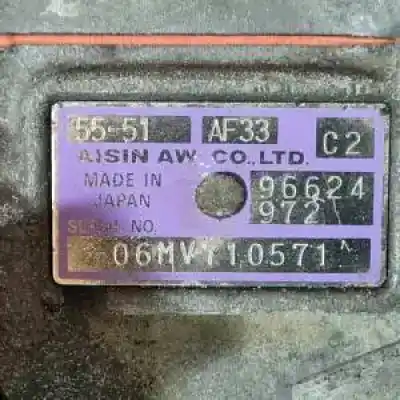 55-51 AF33 C2
AISIN AW CO.,LTD.
MADE IN
JAPAN
96624
972
SERIAL NO.
06MVY10571